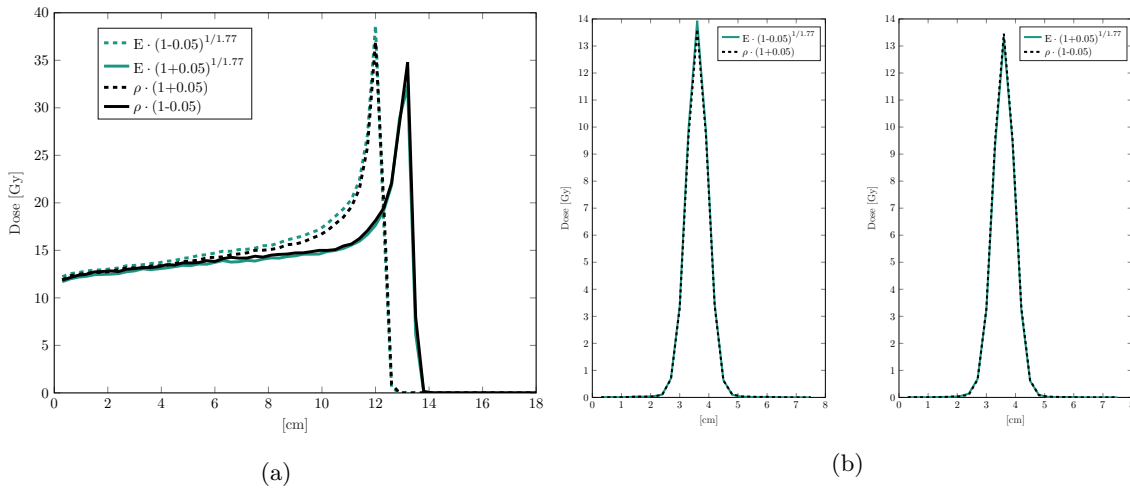 40
35
30
25
20
15
10
5
0
Dose [Gy]
E · (1-0.05)^{1/1.77}
E · (1+0.05)^{1/1.77}
ρ · (1+0.05)
ρ · (1-0.05)
0 2 4 6 8 10 12 14 16 18
[cm]
(a)
14
13
12
11
10
9
8
7
6
5
4
3
2
1
0
Dose [Gy]
E · (1-0.05)^{1/1.77}
ρ · (1+0.05)
0 1 2 3 4 5 6 7 8
[cm]
14
13
12
11
10
9
8
7
6
5
4
3
2
1
0
Dose [Gy]
E · (1+0.05)^{1/1.77}
ρ · (1-0.05)
0 1 2 3 4 5 6 7 8
[cm]
(b)